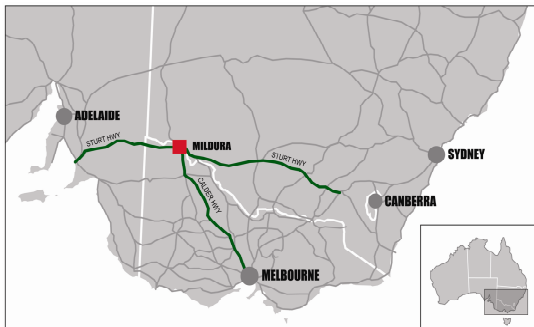 ADELAIDE
STURT HWY
MILDURA
STURT HWY
SYDNEY
CALDER HWY
CANBERRA
MELBOURNE